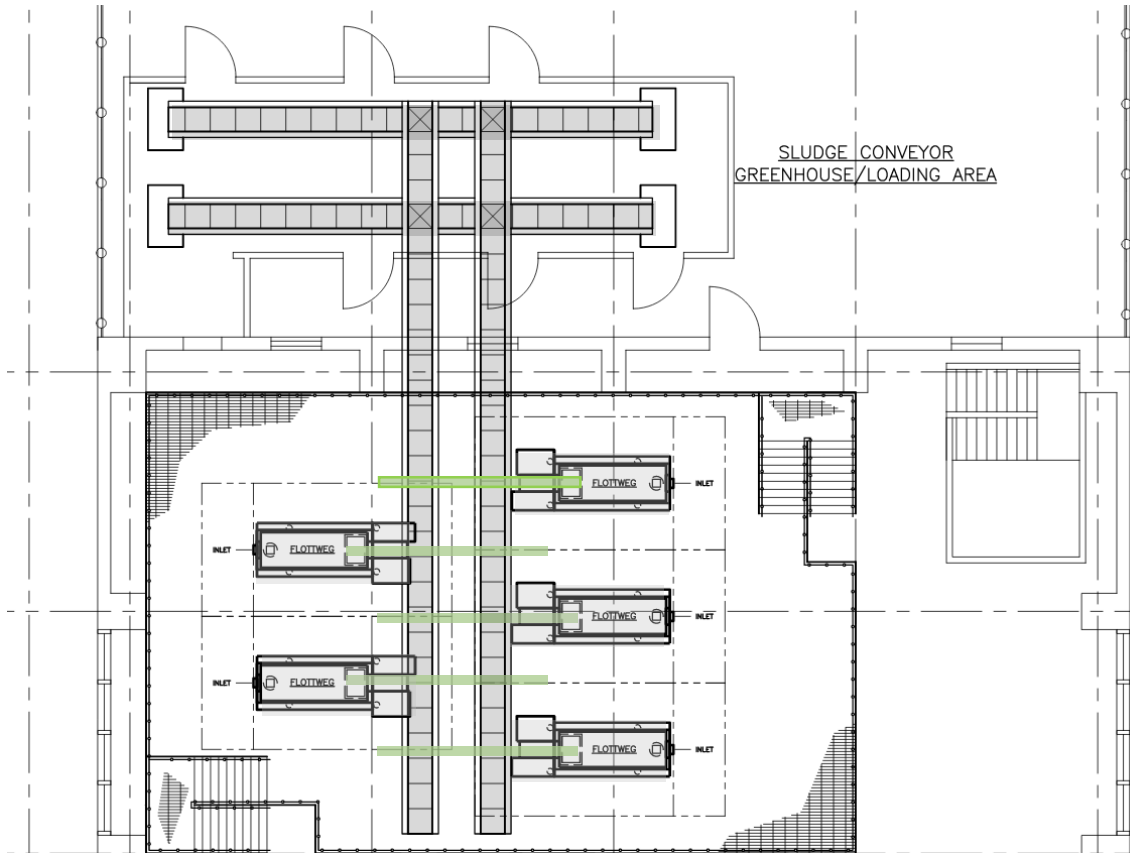 SLUDGE CONVEYOR
GREENHOUSE/LOADING AREA
FLOTTWEG
INLET
INLET
FLOTTWEG
FLOTTWEG
INLET
INLET
FLOTTWEG
FLOTTWEG
INLET